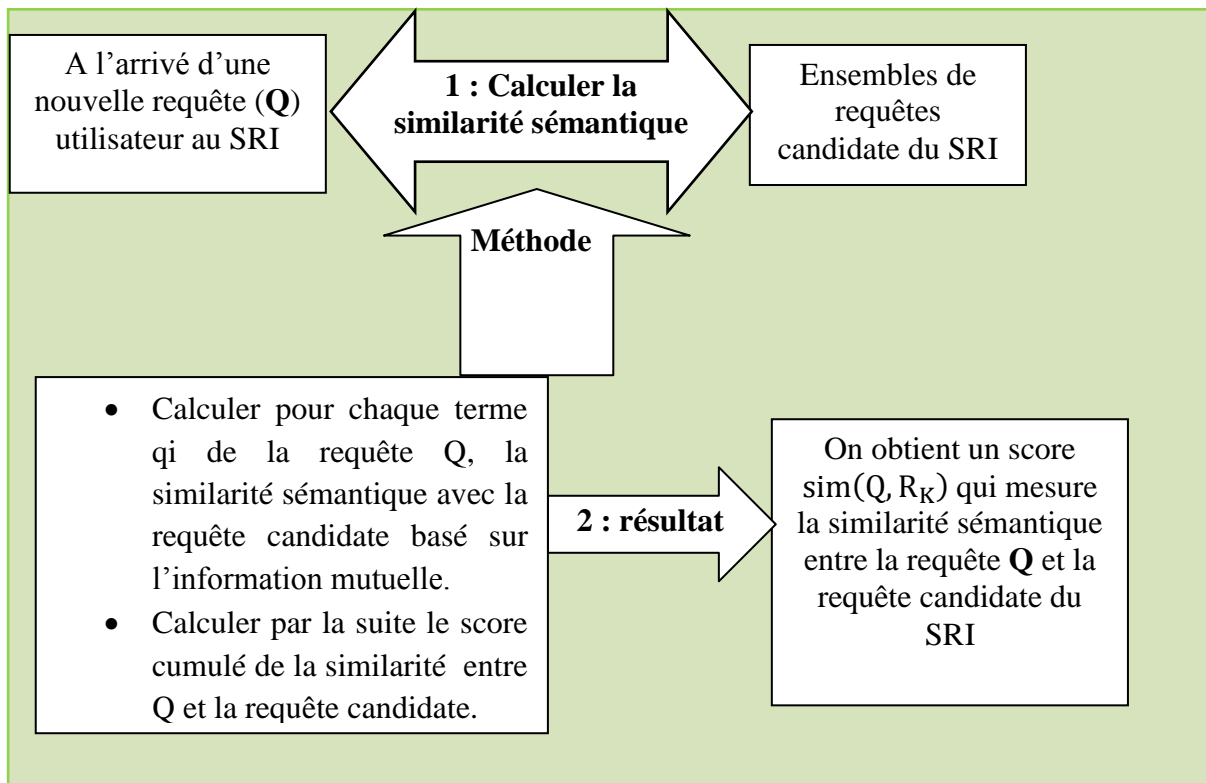 A l’arrivé d’une
nouvelle requête (Q)
utilisateur au SRI
1 : Calculer la
similarité sémantique
Ensembles de
requêtes
candidate du SRI
Méthode
• Calculer pour chaque terme
qi de la requête Q, la
similarité sémantique avec la
requête candidate basé sur
l’information mutuelle.
• Calculer par la suite le score
cumulé de la similarité entre
Q et la requête candidate.
2 : résultat
On obtient un score
sim(Q, R_K) qui mesure
la similarité sémantique
entre la requête Q et la
requête candidate du
SRI